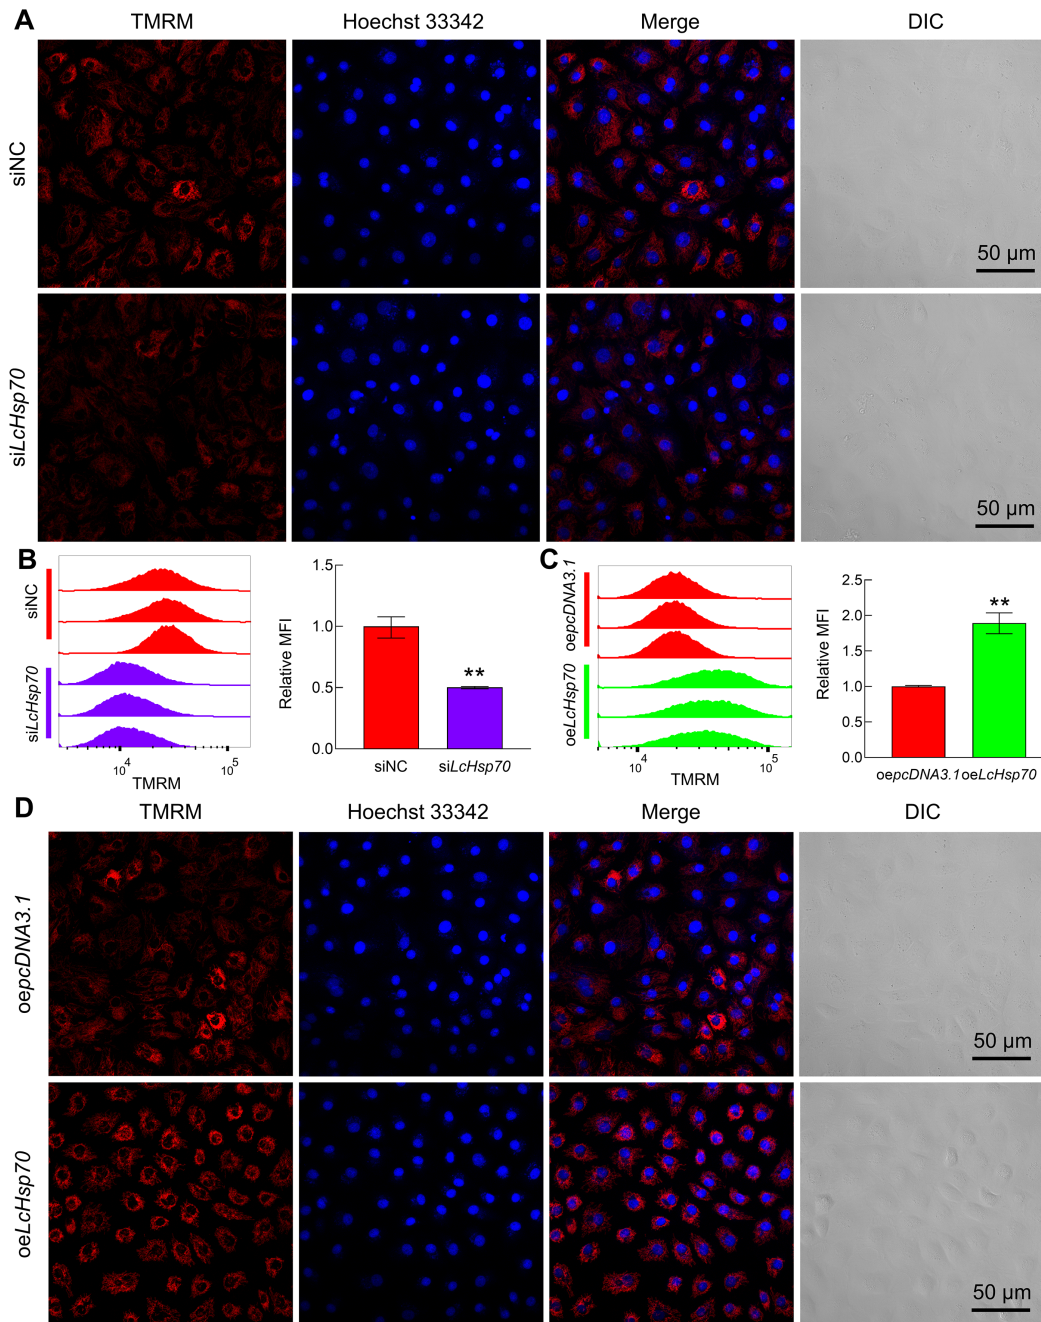 A
TMRM Hoechst 33342 Merge DIC
siNC
50 µm
siLcHsp70
50 µm
B
siNC
siLcHsp70
10^4 10^5
TMRM
Relative MFI
1.5
1.0
0.5
0.0
**
siNC siLcHsp70
C
oepcDNA3.1
oeLcHsp70
10^4 10^5
TMRM
Relative MFI
2.5
2.0
1.5
1.0
0.5
0.0
**
oepcDNA3.1 oeLcHsp70
D
TMRM Hoechst 33342 Merge DIC
oepcDNA3.1
50 µm
oeLcHsp70
50 µm